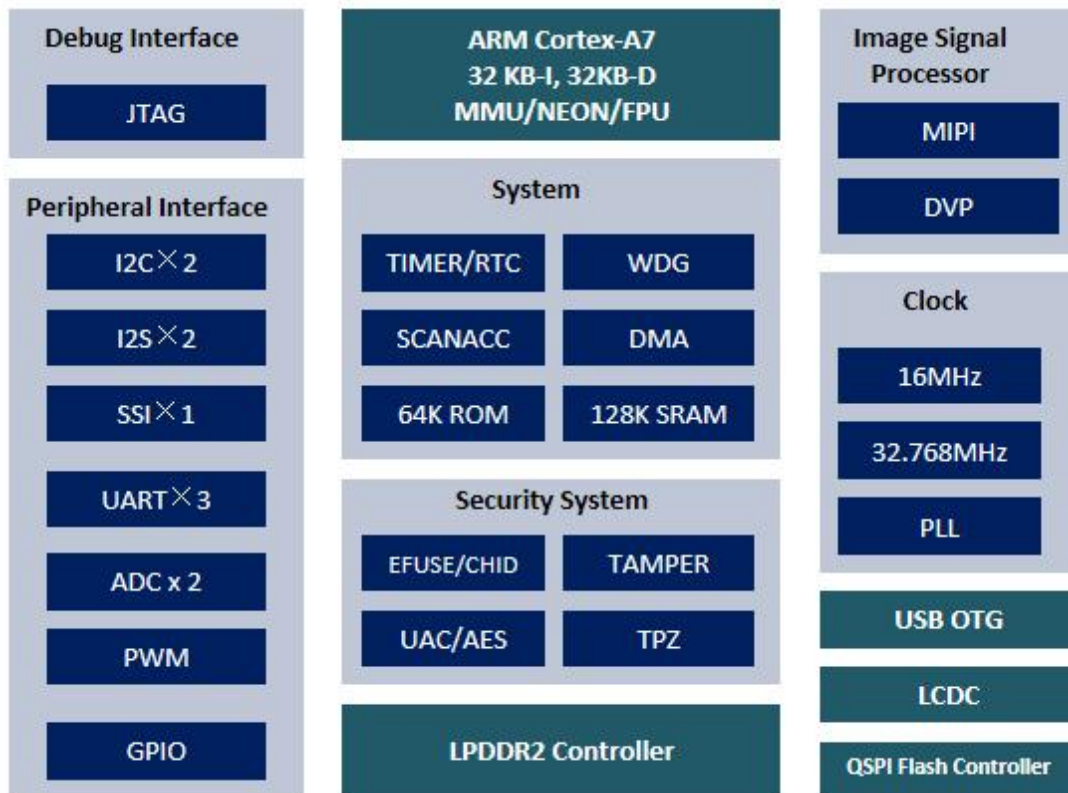 Debug Interface
JTAG
Peripheral Interface
I2C×2
I2S×2
SSI×1
UART×3
ADC x 2
PWM
GPIO
ARM Cortex-A7
32 KB-I, 32KB-D
MMU/NEON/FPU
System
TIMER/RTC
WDG
SCANACC
DMA
64K ROM
128K SRAM
Security System
EFUSE/CHID
TAMPER
UAC/AES
TPZ
LPDDR2 Controller
Image Signal
Processor
MIPI
DVP
Clock
16MHz
32.768MHz
PLL
USB OTG
LCDC
QSPI Flash Controller